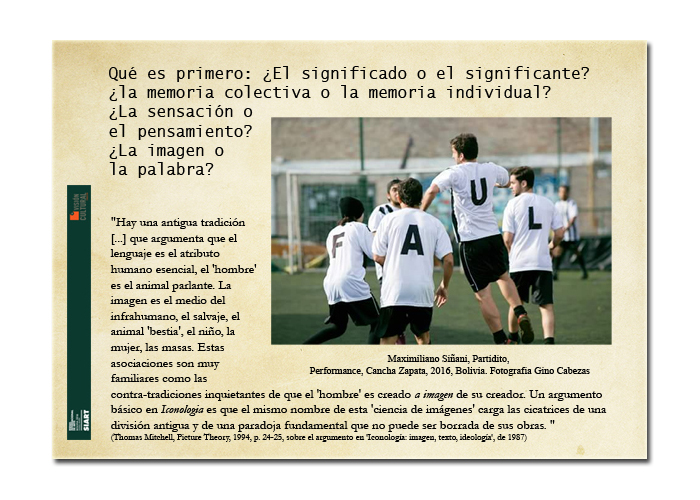 Qué es primero: ¿El significado o el significante?
¿la memoria colectiva o la memoria individual?
¿La sensación o
el pensamiento?
¿La imagen o
la palabra?
F A U L
VISIÓN
CULTURAL
SIART
"Hay una antigua tradición
[...] que argumenta que el
lenguaje es el atributo
humano esencial, el 'hombre'
es el animal parlante. La
imagen es el medio del
infrahumano, el salvaje, el
animal 'bestia', el niño, la
mujer, las masas. Estas
asociaciones son muy
familiares como las
contra-tradiciones inquietantes de que el 'hombre' es creado a imagen de su creador. Un argumento
básico en Iconologia es que el mismo nombre de esta 'ciencia de imágenes' carga las cicatrices de una
división antigua y de una paradoja fundamental que no puede ser borrada de sus obras. "
(Thomas Mitchell, Picture Theory, 1994, p. 24-25, sobre el argumento en 'Iconología: imagen, texto, ideología', de 1987)
Maximiliano Siñani, Partidito,
Performance, Cancha Zapata, 2016, Bolivia. Fotografia Gino Cabezas